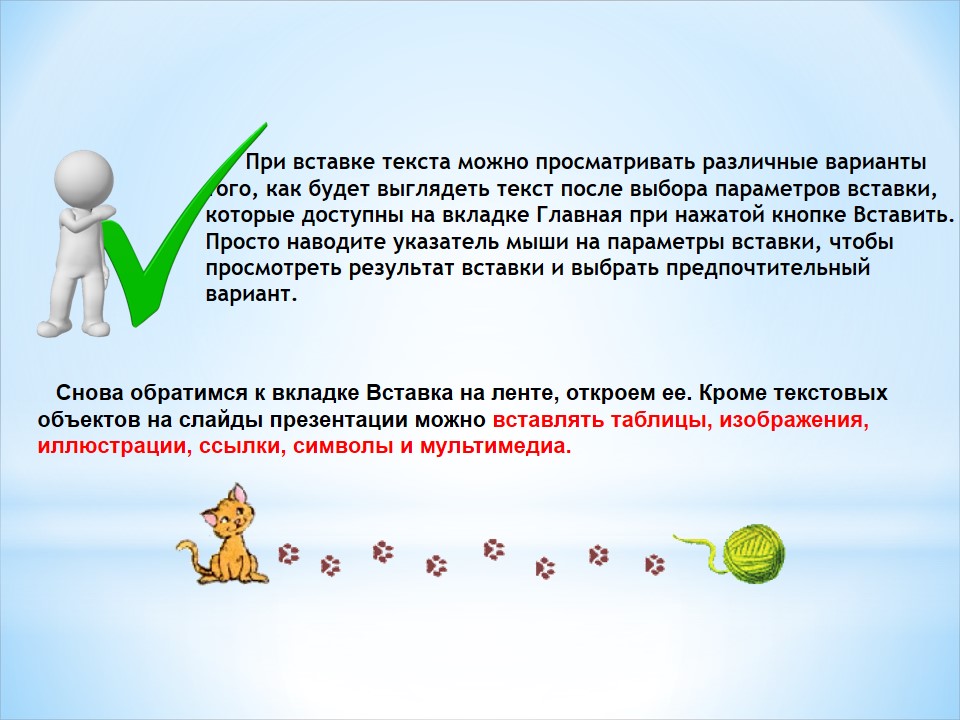 При вставке текста можно просматривать различные варианты
того, как будет выглядеть текст после выбора параметров вставки,
которые доступны на вкладке Главная при нажатой кнопке Вставить.
Просто наводите указатель мыши на параметры вставки, чтобы
просмотреть результат вставки и выбрать предпочтительный
вариант.
Снова обратимся к вкладке Вставка на ленте, откроем ее. Кроме текстовых
объектов на слайды презентации можно вставлять таблицы, изображения,
иллюстрации, ссылки, символы и мультимедиа.